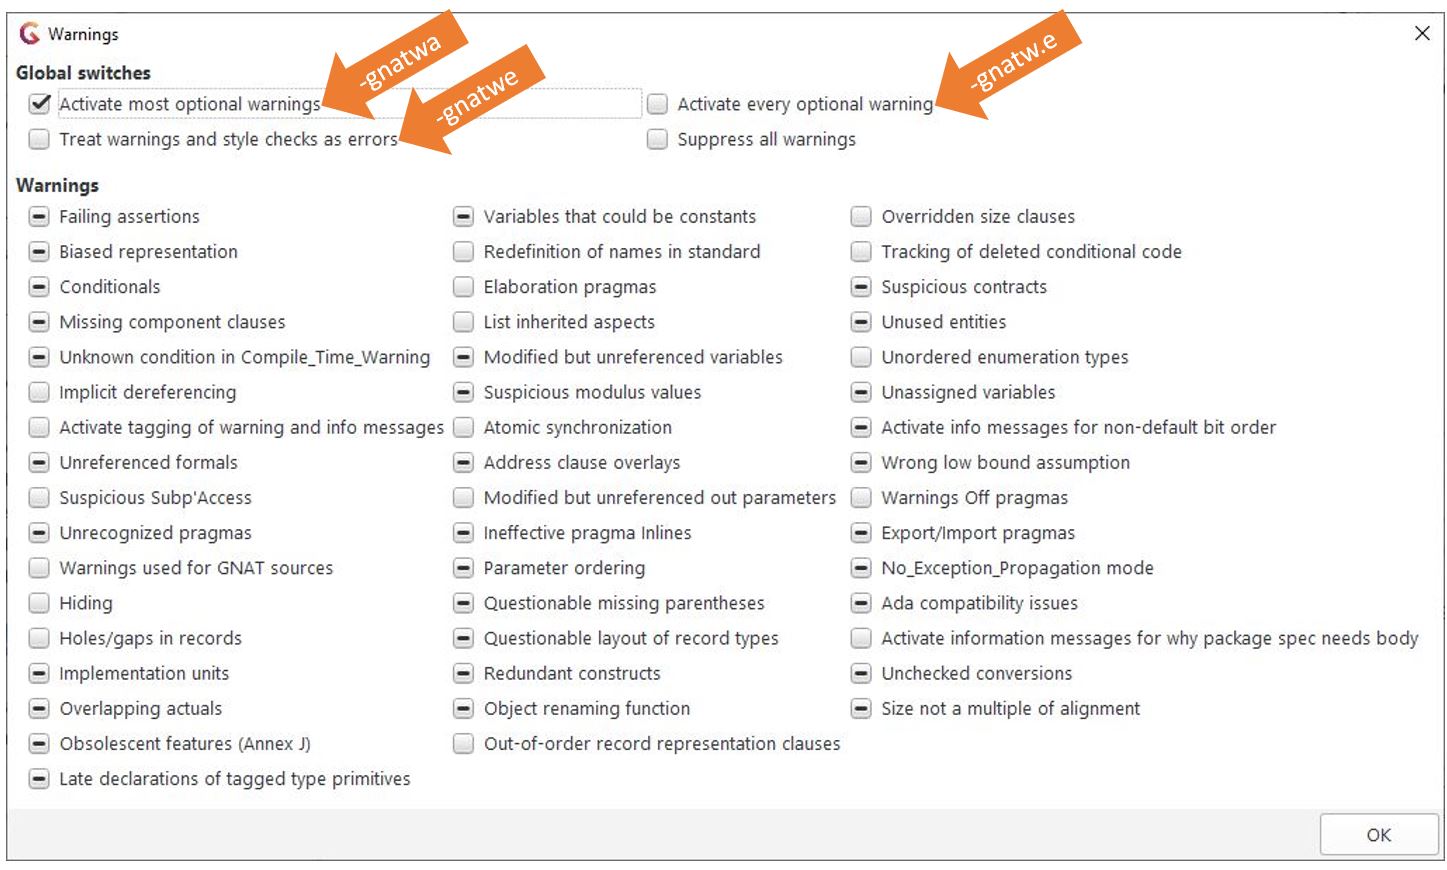 Warnings
Global switches
Activate most optional warnings
-gnatwa
Activate every optional warning
-gnatw.e
Treat warnings and style checks as errors
-gnatwe
Suppress all warnings
Warnings
Failing assertions
Variables that could be constants
Overridden size clauses
Biased representation
Redefinition of names in standard
Tracking of deleted conditional code
Conditionals
Elaboration pragmas
Suspicious contracts
Missing component clauses
List inherited aspects
Unused entities
Unknown condition in Compile_Time_Warning
Modified but unreferenced variables
Unordered enumeration types
Implicit dereferencing
Suspicious modulus values
Unassigned variables
Activate tagging of warning and info messages
Atomic synchronization
Activate info messages for non-default bit order
Unreferenced formals
Address clause overlays
Wrong low bound assumption
Suspicious Subp'Access
Modified but unreferenced out parameters
Warnings Off pragmas
Unrecognized pragmas
Ineffective pragma Inlines
Export/Import pragmas
Warnings used for GNAT sources
Parameter ordering
No_Exception_Propagation mode
Hiding
Questionable missing parentheses
Ada compatibility issues
Holes/gaps in records
Questionable layout of record types
Activate information messages for why package spec needs body
Implementation units
Redundant constructs
Unchecked conversions
Overlapping actuals
Object renaming function
Size not a multiple of alignment
Obsolescent features (Annex J)
Out-of-order record representation clauses
Late declarations of tagged type primitives
OK